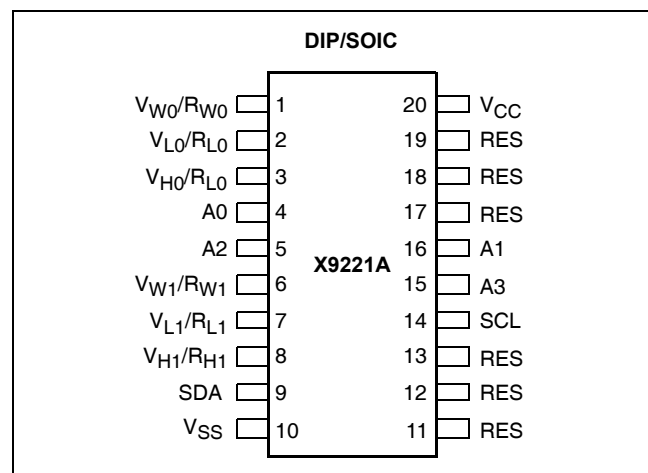 DIP/SOIC
VW0/RW0 1 20 VCC
VL0/RL0 2 19 RES
VH0/RL0 3 18 RES
A0 4 17 RES
A2 5 16 A1
X9221A
VW1/RW1 6 15 A3
VL1/RL1 7 14 SCL
VH1/RH1 8 13 RES
SDA 9 12 RES
VSS 10 11 RES